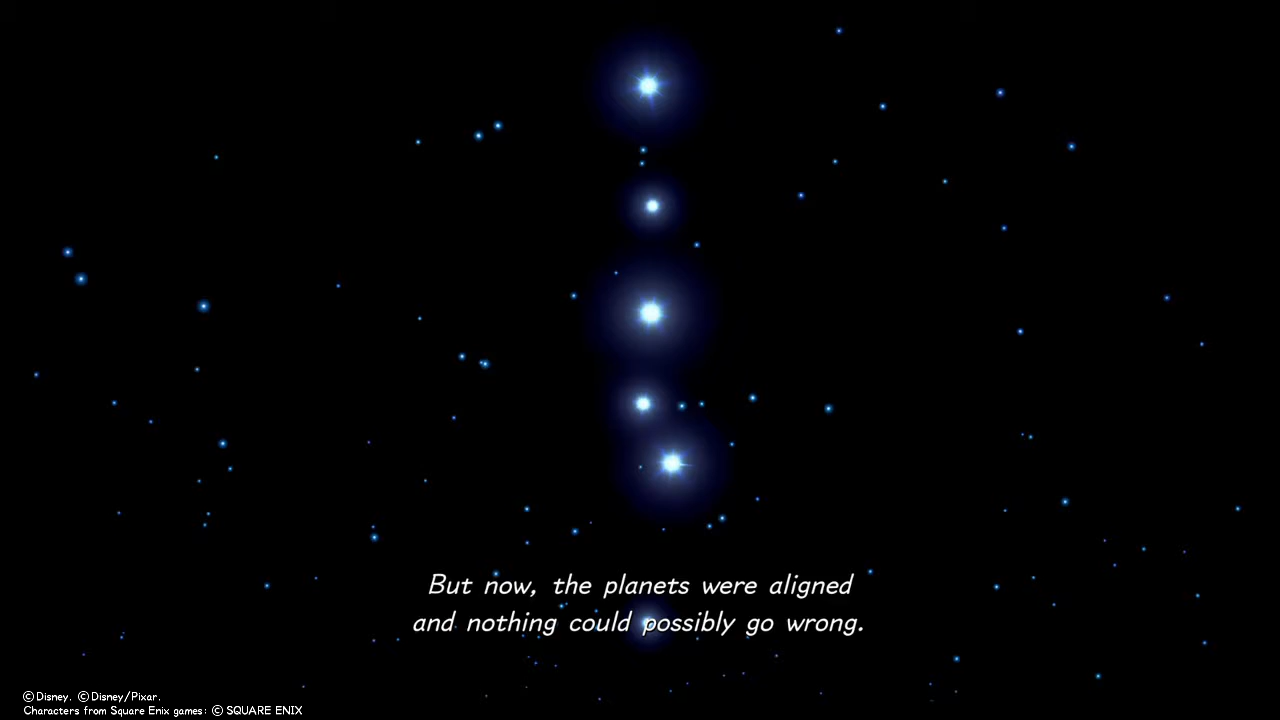 But now, the planets were aligned
and nothing could possibly go wrong.
©Disney. ©Disney/Pixar.
Characters from Square Enix games: © SQUARE ENIX